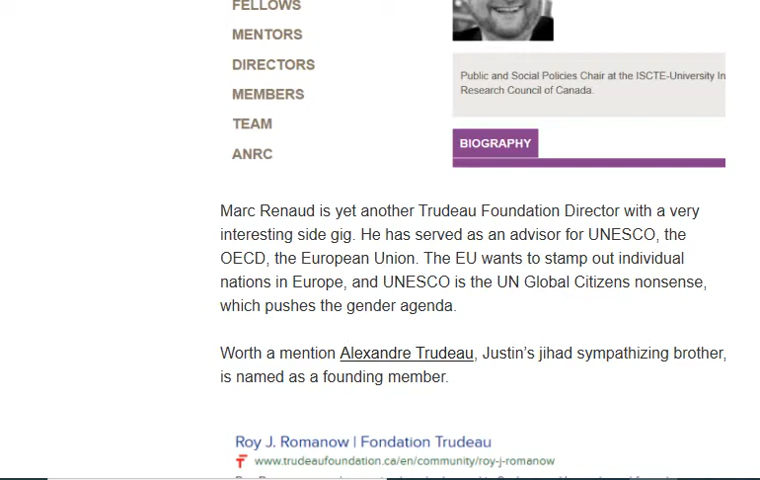 FELLOWS
MENTORS
DIRECTORS
MEMBERS
TEAM
ANRC
Public and Social Policies Chair at the ISCTE-University In
Research Council of Canada.
BIOGRAPHY
Marc Renaud is yet another Trudeau Foundation Director with a very
interesting side gig. He has served as an advisor for UNESCO, the
OECD, the European Union. The EU wants to stamp out individual
nations in Europe, and UNESCO is the UN Global Citizens nonsense,
which pushes the gender agenda.
Worth a mention Alexandre Trudeau, Justin’s jihad sympathizing brother,
is named as a founding member.
Roy J. Romanow | Fondation Trudeau
www.trudeaufoundation.ca/en/community/roy-j-romanow